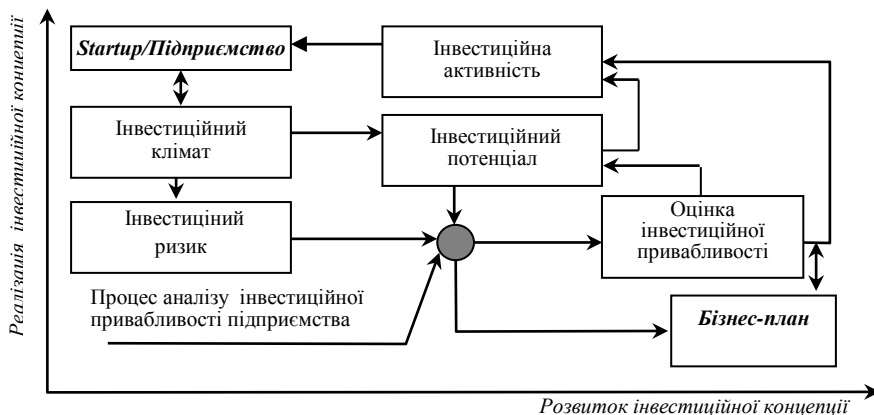 Реалізація інвестиційної концепції
Startup/Підприємство
Інвестиційна
активність
Інвестиційний
клімат
Інвестиційний
потенціал
Інвестиціний
ризик
Оцінка
інвестиційної
привабливості
Процес аналізу інвестиційної
привабливості підприємства
Бізнес-план
Розвиток інвестиційної концепції